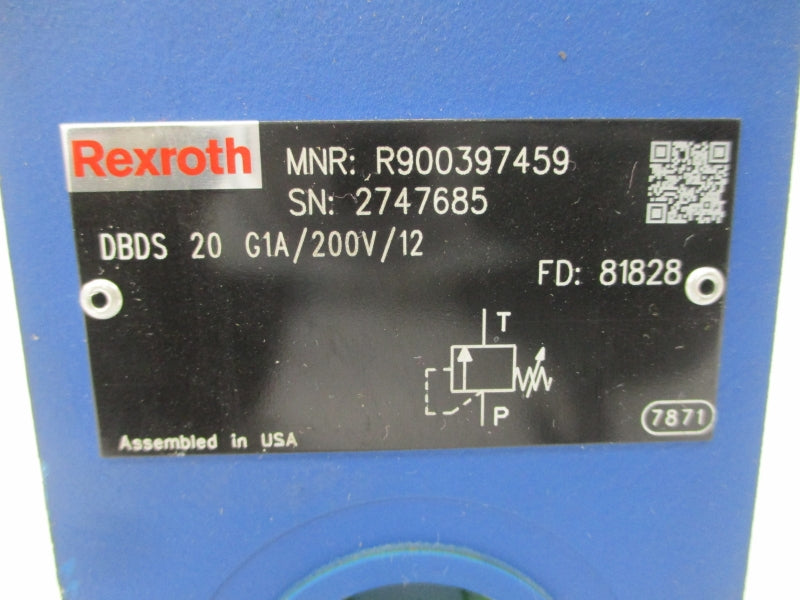 Rexroth
MNR: R900397459
SN: 2747685
DBDS 20 G1A/200V/12
FD: 81828
T
P
7871
Assembled in USA